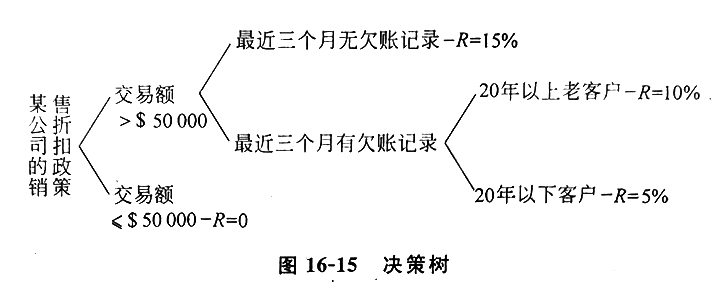 某公司的销
售折扣政策
交易额
>$ 50 000
最近三个月无欠账记录-R=15%
最近三个月有欠账记录
20年以上老客户-R=10%
20年以下客户-R=5%
交易额
⩽$ 50 000-R=0
图 16-15 决策树